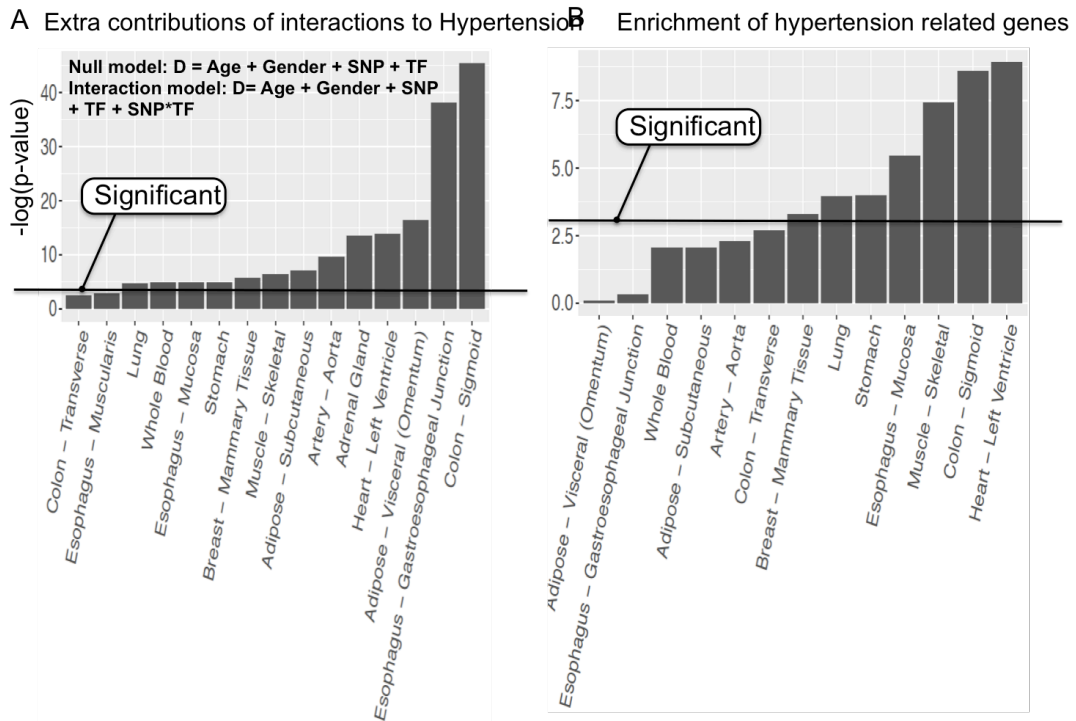 A Extra contributions of interactions to Hypertension
Null model: D = Age + Gender + SNP + TF
Interaction model: D= Age + Gender + SNP
+ TF + SNP*TF
-log(p-value)
40
30
20
10
0
Significant
Colon – Transverse
Esophagus – Muscularis
Lung
Whole Blood
Esophagus – Mucosa
Stomach
Breast – Mammary Tissue
Muscle – Skeletal
Adipose – Subcutaneous
Artery – Aorta
Adrenal Gland
Heart – Left Ventricle
Adipose – Visceral (Omentum)
Esophagus – Gastroesophageal Junction
Colon – Sigmoid
B Enrichment of hypertension related genes
7.5
5.0
2.5
0.0
Significant
Adipose – Visceral (Omentum)
Esophagus – Gastroesophageal Junction
Whole Blood
Adipose – Subcutaneous
Artery – Aorta
Colon – Transverse
Breast – Mammary Tissue
Lung
Stomach
Esophagus – Mucosa
Muscle – Skeletal
Colon – Sigmoid
Heart – Left Ventricle